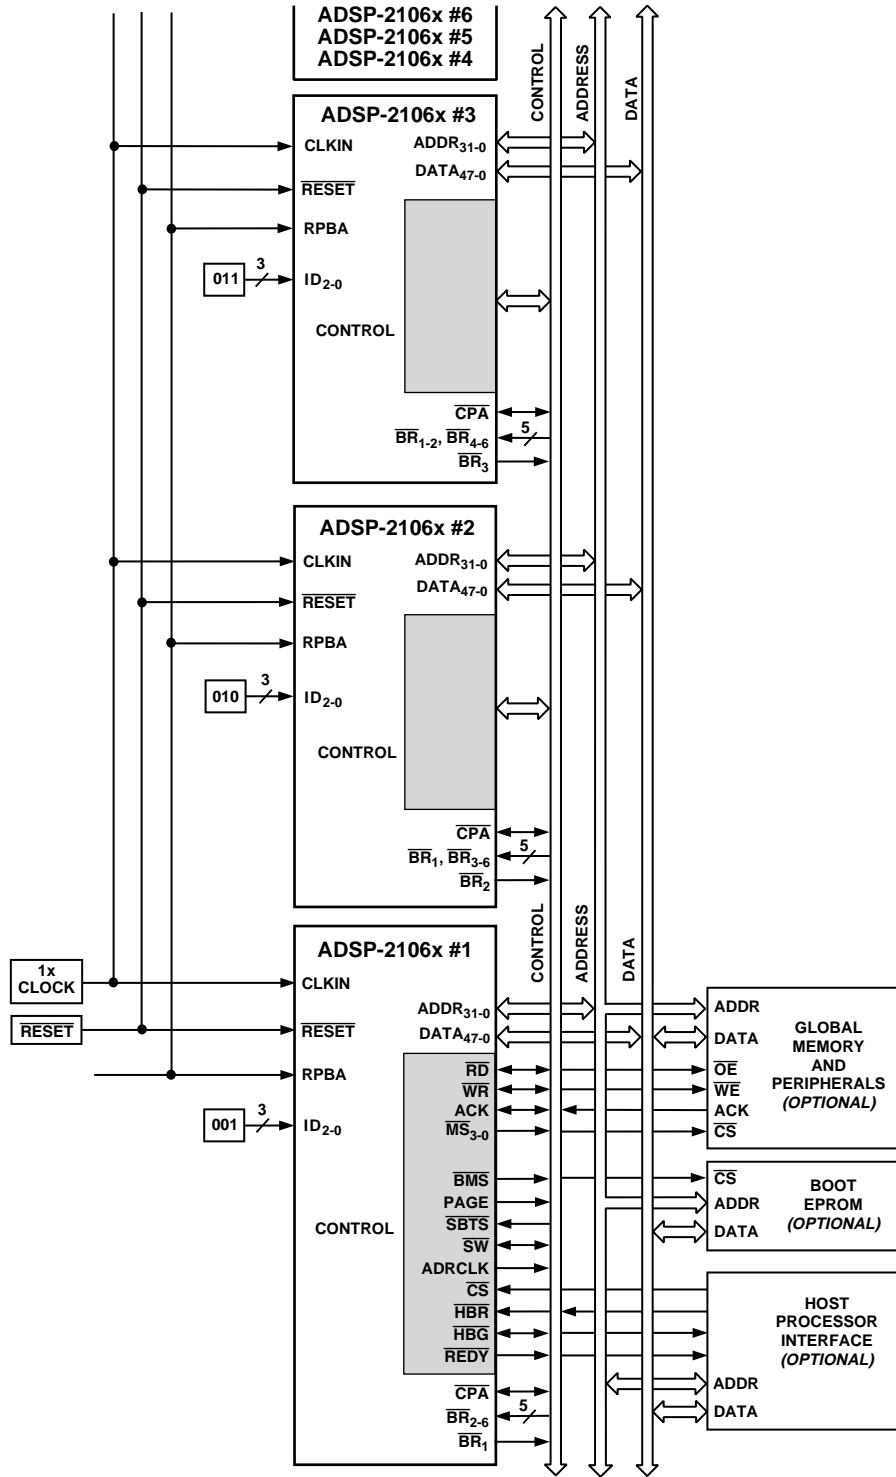 ADSP-2106x #6
ADSP-2106x #5
ADSP-2106x #4
CONTROL
ADDRESS
DATA
ADSP-2106x #3
CLKIN
ADDR31-0
DATA47-0
RESET
RPBA
011
3
ID2-0
CONTROL
CPA
BR1-2, BR4-6
5
BR3
ADSP-2106x #2
CLKIN
ADDR31-0
DATA47-0
RESET
RPBA
010
3
ID2-0
CONTROL
CPA
BR1, BR3-6
5
BR2
CONTROL
ADDRESS
DATA
ADSP-2106x #1
1x
CLOCK
CLKIN
RESET
RESET
RPBA
001
3
ID2-0
CONTROL
ADDR31-0
DATA47-0
RD
WR
ACK
MS3-0
BMS
PAGE
SBTS
SW
ADRCLK
CS
HBR
HBG
REDY
CPA
BR2-6
5
BR1
ADDR
DATA
OE
WE
ACK
CS
GLOBAL
MEMORY
AND
PERIPHERALS
(OPTIONAL)
CS
ADDR
DATA
BOOT
EPROM
(OPTIONAL)
HOST
PROCESSOR
INTERFACE
(OPTIONAL)
ADDR
DATA